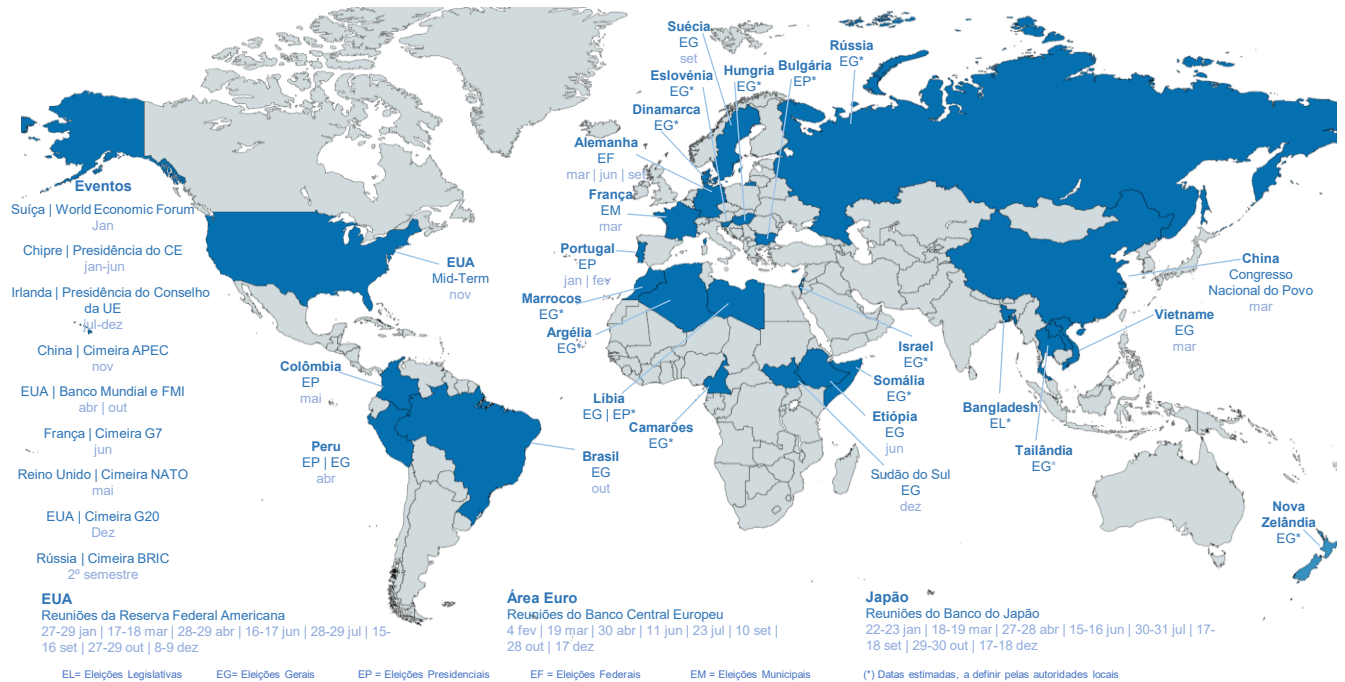 Eventos
Suíça | World Economic Forum
Jan
Chipre | Presidência do CE
jan-jun
Irlanda | Presidência do Conselho
da UE
jul-dez
China | Cimeira APEC
nov
EUA | Banco Mundial e FMI
abr | out
França | Cimeira G7
jun
Reino Unido | Cimeira NATO
mai
EUA | Cimeira G20
Dez
Rússia | Cimeira BRIC
2º semestre
EUA
Mid-Term
nov
Colômbia
EP
mai
Peru
EP | EG
abr
Brasil
EG
out
Suécia
EG
set
Eslovénia
EG*
Hungria
EG*
Bulgária
EP*
Rússia
EG*
Dinamarca
EG*
Alemanha
EF
mar | jun | set
França
EM
mar
Portugal
EP
jan | fev
Marrocos
EG*
Argélia
EG*
Líbia
EG | EP*
Camarões
EG*
Israel
EG*
Somália
EG*
Etiópia
EG
jun
Sudão do Sul
EG
dez
Bangladesh
EL*
Tailândia
EG*
Vietname
EG
mar
China
Congresso
Nacional do Povo
mar
Nova
Zelândia
EG*
EUA
Reuniões da Reserva Federal Americana
27-29 jan | 17-18 mar | 28-29 abr | 16-17 jun | 28-29 jul | 15-
16 set | 27-29 out | 8-9 dez
Área Euro
Reuniões do Banco Central Europeu
4 fev | 19 mar | 30 abr | 11 jun | 23 jul | 10 set |
28 out | 17 dez
Japão
Reuniões do Banco do Japão
22-23 jan | 18-19 mar | 27-28 abr | 15-16 jun | 30-31 jul | 17-
18 set | 29-30 out | 17-18 dez
EL= Eleições Legislativas
EG= Eleições Gerais
EP = Eleições Presidenciais
EF = Eleições Federais
EM = Eleições Municipais
(*) Datas estimadas, a definir pelas autoridades locais